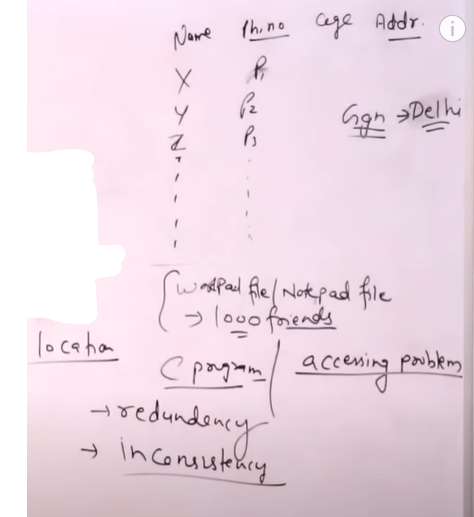 Name Ph.no Age Addr.
X P1
Y P2 Ggn → Delhi
Z P3
Wordpad file / Notepad file
→ 1000 friends
location
C program / accessing problem
→ redundency
→ inconsistency